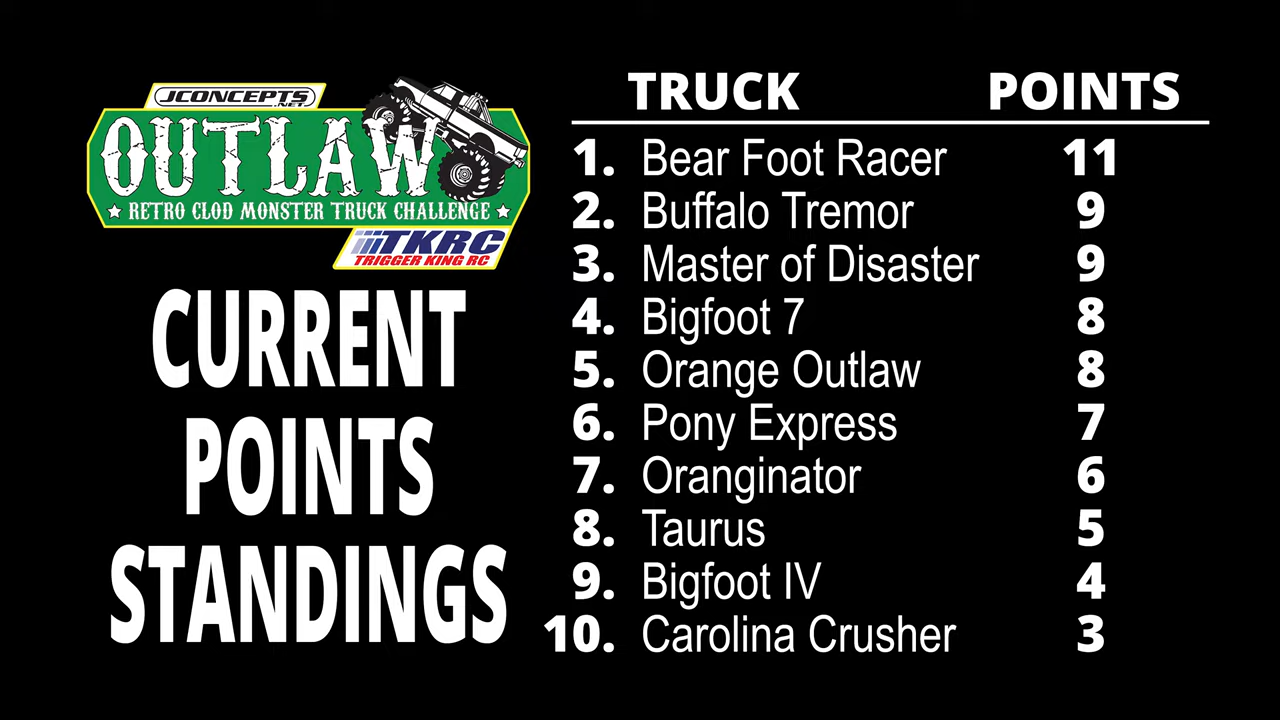 JCONCEPTS
.NET
OUTLAW
RETRO CLOD MONSTER TRUCK CHALLENGE
TKRC
TRIGGER KING RC
CURRENT
POINTS
STANDINGS
TRUCK POINTS
1. Bear Foot Racer 11
2. Buffalo Tremor 9
3. Master of Disaster 9
4. Bigfoot 7 8
5. Orange Outlaw 8
6. Pony Express 7
7. Oranginator 6
8. Taurus 5
9. Bigfoot IV 4
10. Carolina Crusher 3